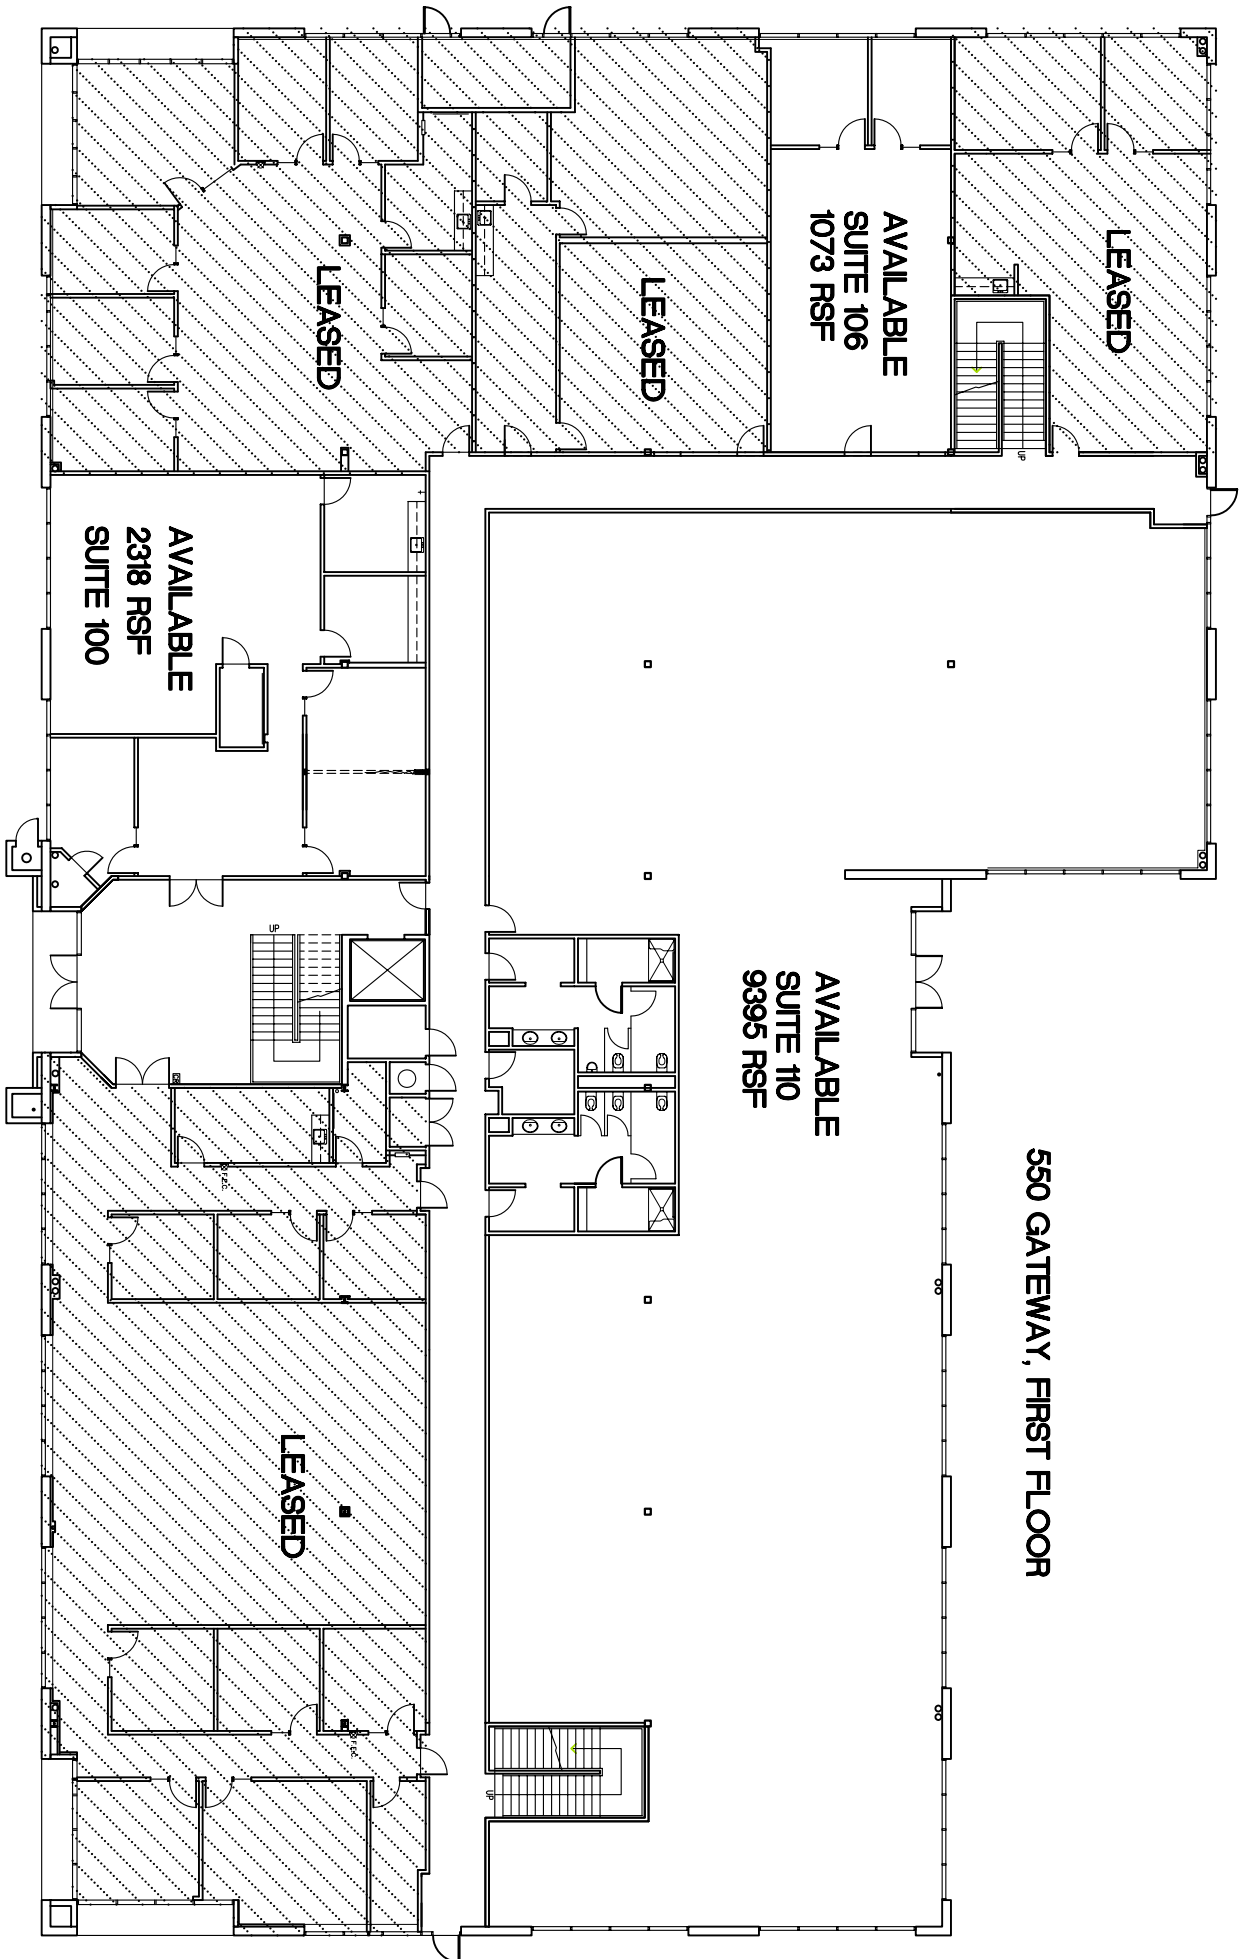 550 GATEWAY, FIRST FLOOR
LEASED
AVAILABLE
SUITE 106
1073 RSF
LEASED
LEASED
AVAILABLE
2318 RSF
SUITE 100
AVAILABLE
SUITE 110
9395 RSF
LEASED
UP
UP
UP
F.E.C.
F.E.C.